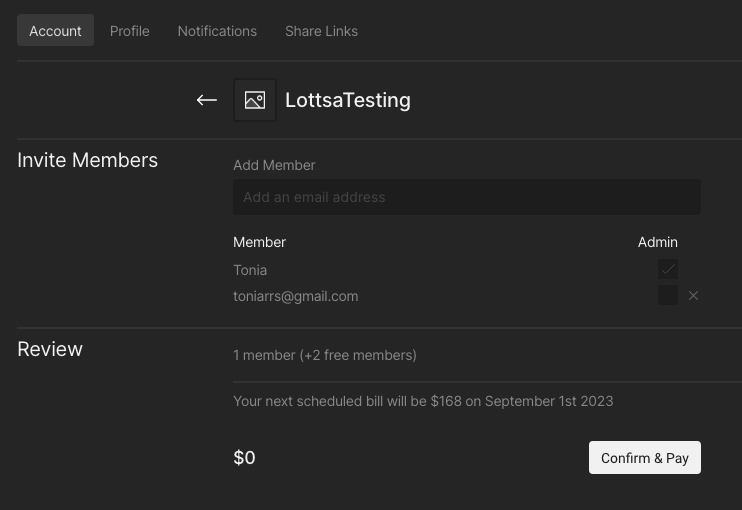 Account Profile Notifications Share Links
LottsaTesting
Invite Members
Add Member
Add an email address
Member Admin
Tonia
toniarrs@gmail.com
Review
1 member (+2 free members)
Your next scheduled bill will be $168 on September 1st 2023
$0 Confirm & Pay